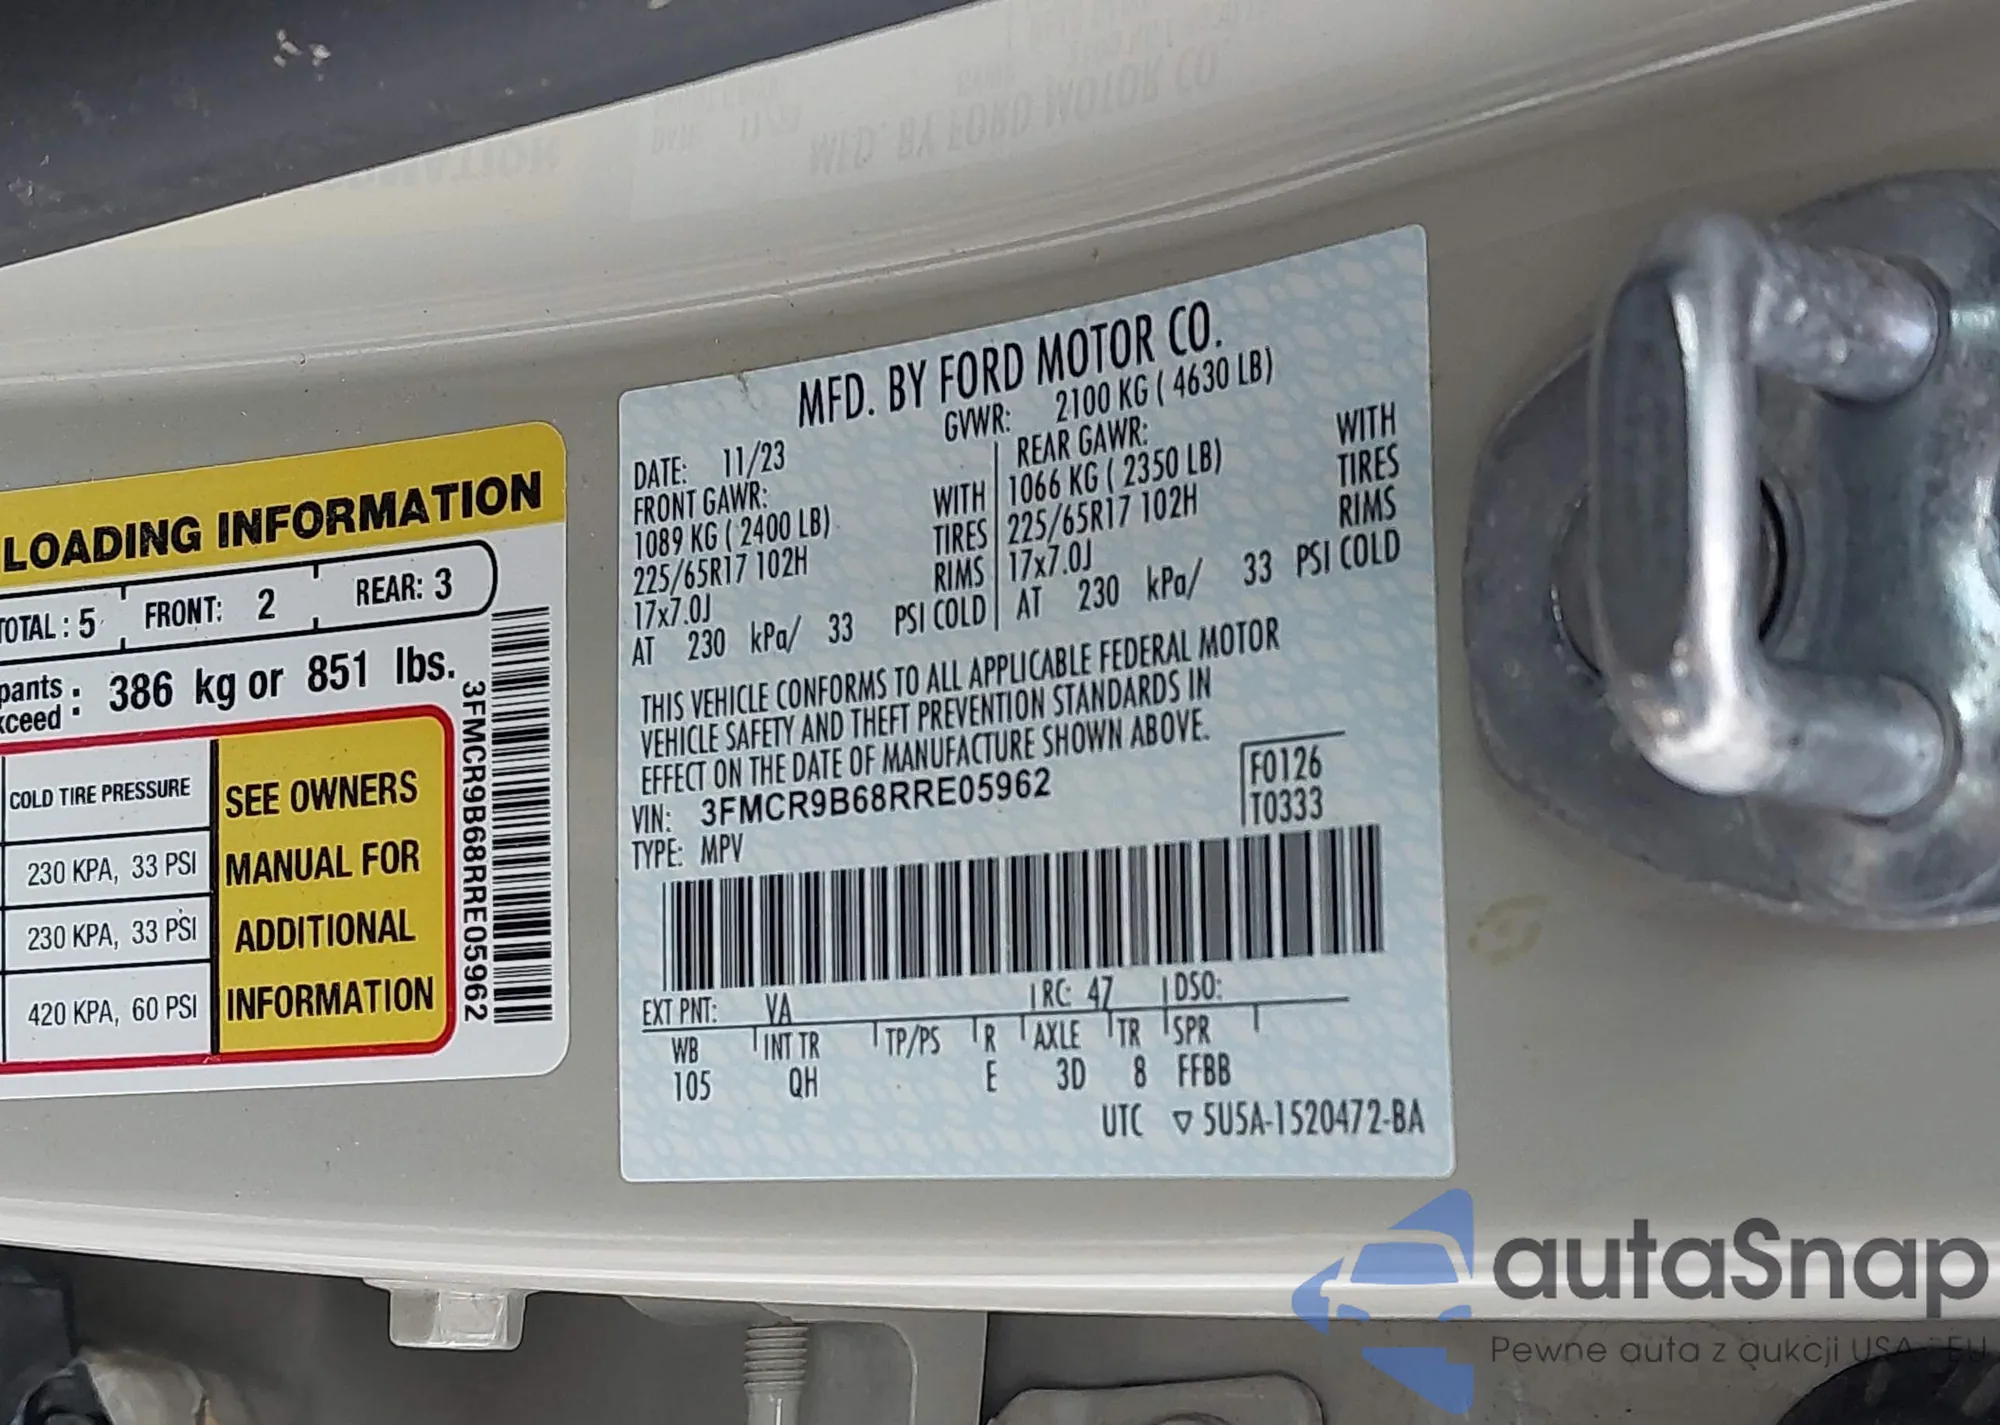 LOADING INFORMATION
TOTAL : 5 FRONT: 2 REAR: 3
pants : 386 kg or 851 lbs.
xceed
COLD TIRE PRESSURE
230 KPA, 33 PSI
230 KPA, 33 PSI
420 KPA, 60 PSI
SEE OWNERS
MANUAL FOR
ADDITIONAL
INFORMATION
3FMCR9B68RRE05962
MFD. BY FORD MOTOR CO.
DATE: 11/23 GVWR: 2100 KG ( 4630 LB)
FRONT GAWR: REAR GAWR:
1089 KG ( 2400 LB) WITH 1066 KG ( 2350 LB) WITH
225/65R17 102H TIRES 225/65R17 102H TIRES
17x7.0J RIMS 17x7.0J RIMS
AT 230 kPa/ 33 PSI COLD AT 230 kPa/ 33 PSI COLD
THIS VEHICLE CONFORMS TO ALL APPLICABLE FEDERAL MOTOR
VEHICLE SAFETY AND THEFT PREVENTION STANDARDS IN
EFFECT ON THE DATE OF MANUFACTURE SHOWN ABOVE.
VIN: 3FMCR9B68RRE05962 F0126
TYPE: MPV T0333
EXT PNT: VA RC: 47 DSO:
WB INT TR TP/PS R AXLE TR SPR
105 QH E 3D 8 FFBB
UTC ▽ 5U5A-1520472-BA
autaSnap
Pewne auta z aukcji USA i EU